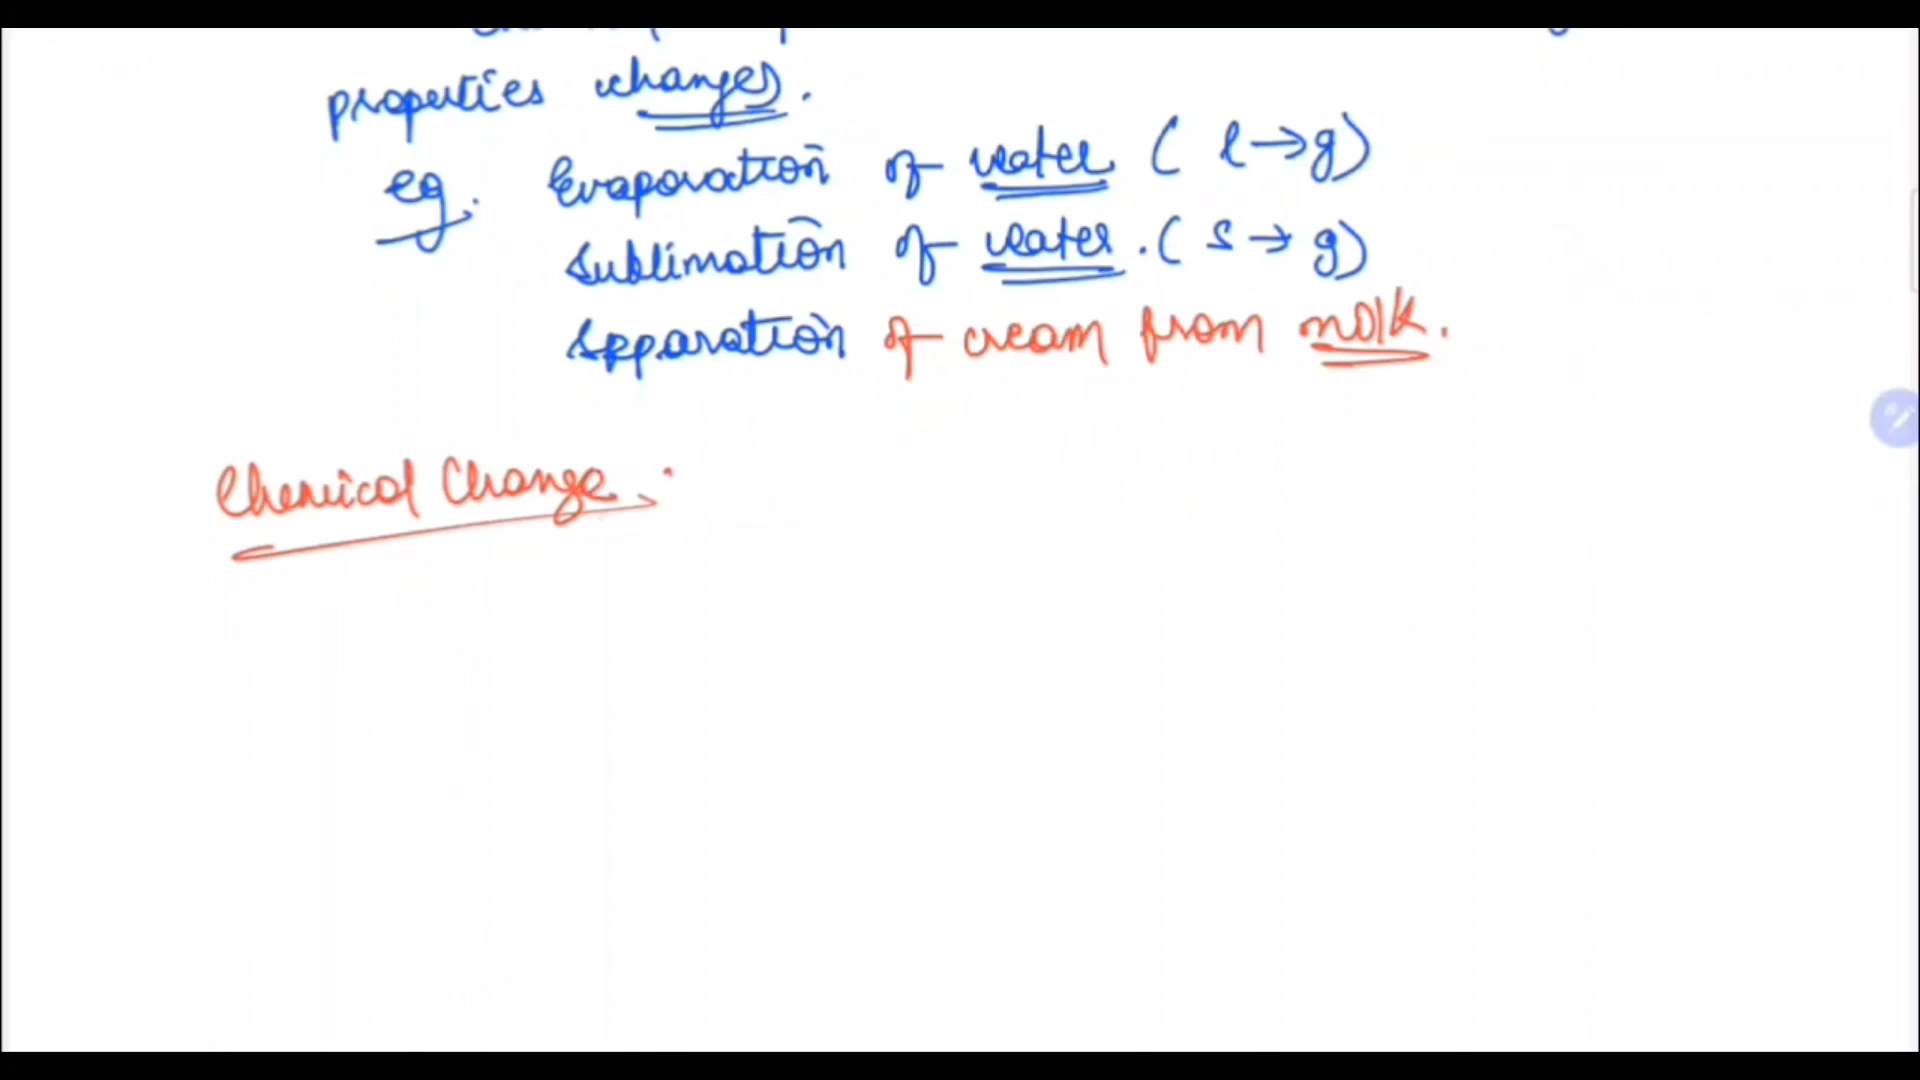 properties changes.
eg. Evaporation of water ( l → g)
Sublimation of water. ( s → g)
Separation of cream from milk.
Chemical Change :